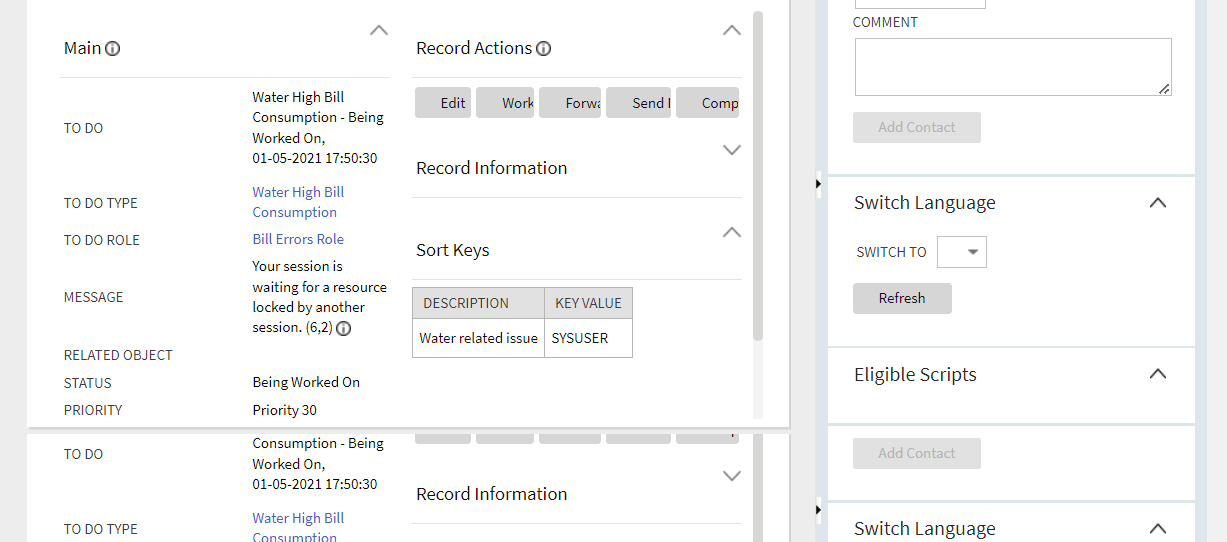 Main
TO DO
Water High Bill
Consumption - Being
Worked On,
01-05-2021 17:50:30
TO DO TYPE
Water High Bill
Consumption
TO DO ROLE
Bill Errors Role
MESSAGE
Your session is
waiting for a resource
locked by another
session. (6,2)
RELATED OBJECT
STATUS
Being Worked On
PRIORITY
Priority 30
Record Actions
Edit
Work
Forwa
Send
Comp
Record Information
Sort Keys
DESCRIPTION KEY VALUE
Water related issue SYSUSER
TO DO
Consumption - Being
Worked On,
01-05-2021 17:50:30
TO DO TYPE
Water High Bill
Consumption
Record Information
COMMENT
Add Contact
Switch Language
SWITCH TO
Refresh
Eligible Scripts
Add Contact
Switch Language